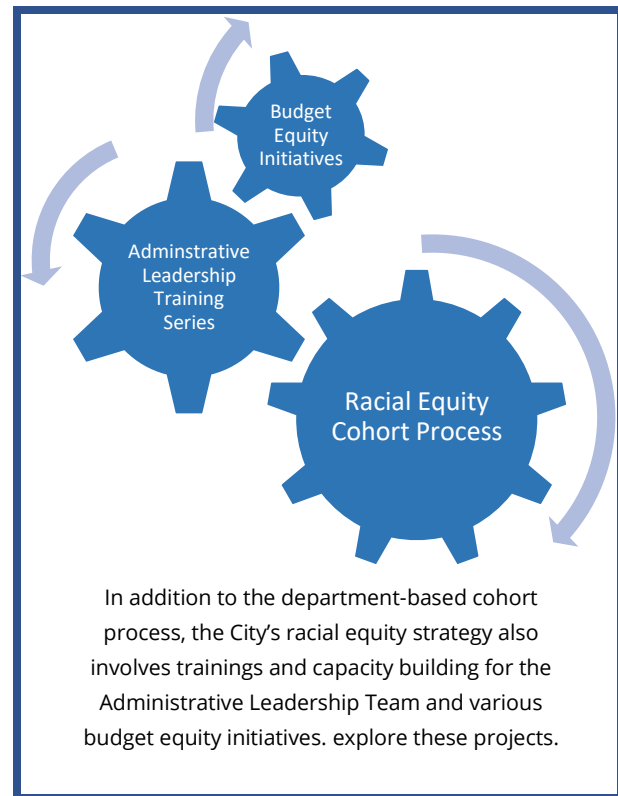 Budget
Equity
Initiatives
Adminstrative
Leadership
Training
Series
Racial Equity
Cohort Process
In addition to the department-based cohort
process, the City’s racial equity strategy also
involves trainings and capacity building for the
Administrative Leadership Team and various
budget equity initiatives. explore these projects.